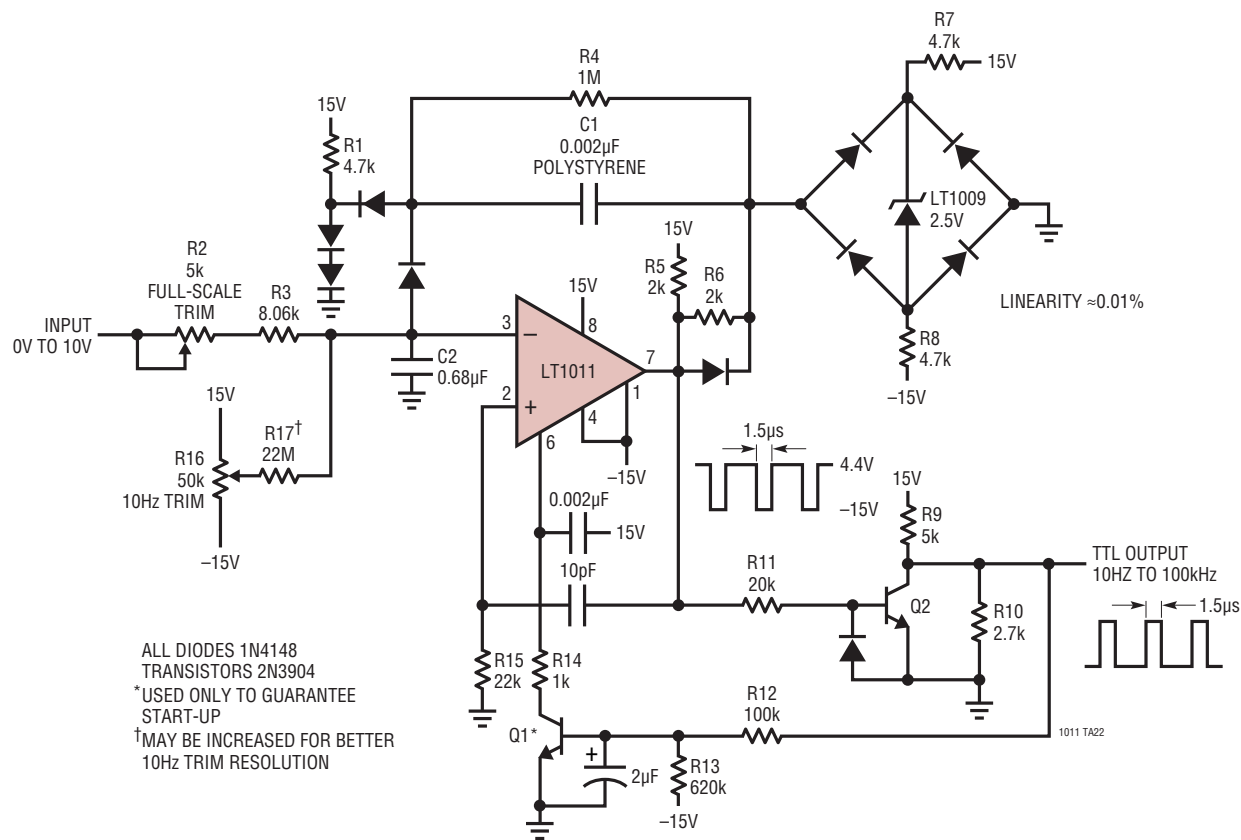 R7
4.7k
15V
R4
1M
C1
0.002µF
POLYSTYRENE
15V
R1
4.7k
LT1009
2.5V
LINEARITY ≈0.01%
R8
4.7k
–15V
R2
5k
FULL-SCALE
TRIM
R3
8.06k
INPUT
0V TO 10V
15V
R5
2k
R6
2k
15V
8
3
–
LT1011
7
2
+
1
4
6
–15V
C2
0.68µF
15V
R16
50k
10Hz TRIM
R17†
22M
–15V
1.5µs
4.4V
–15V
0.002µF
15V
10pF
R11
20k
15V
R9
5k
Q2
R10
2.7k
TTL OUTPUT
10HZ TO 100kHz
1.5µs
R15
22k
R14
1k
Q1*
+
2µF
R13
620k
–15V
R12
100k
1011 TA22
ALL DIODES 1N4148
TRANSISTORS 2N3904
*USED ONLY TO GUARANTEE
START-UP
†MAY BE INCREASED FOR BETTER
10Hz TRIM RESOLUTION